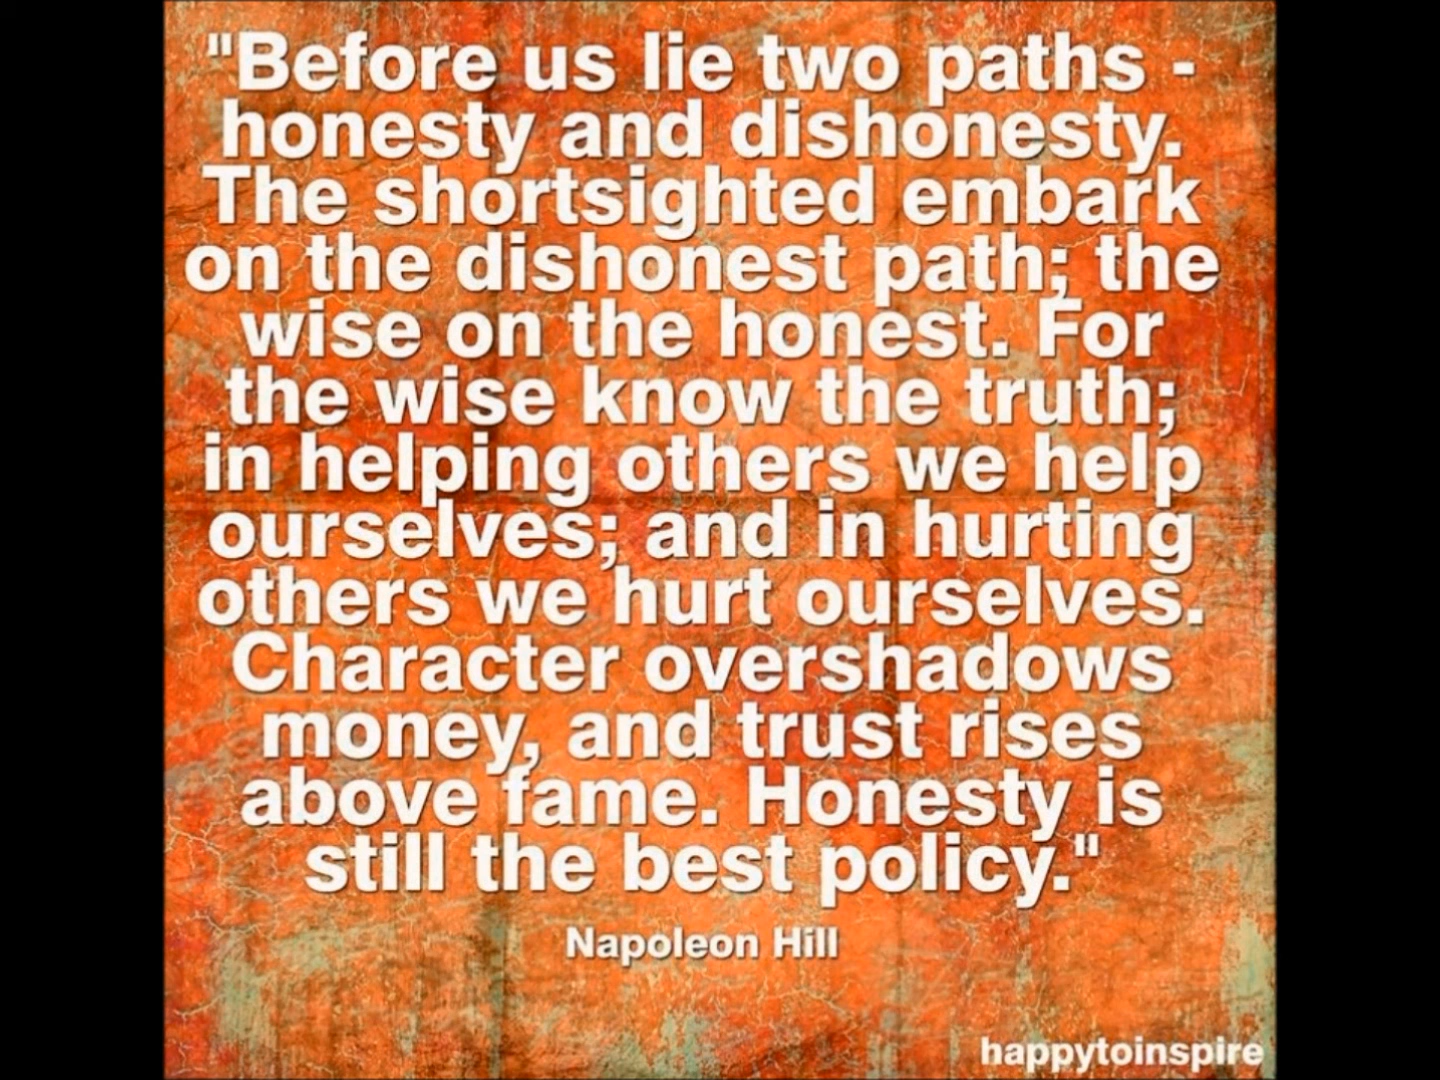 "Before us lie two paths -
honesty and dishonesty.
The shortsighted embark
on the dishonest path; the
wise on the honest. For
the wise know the truth;
in helping others we help
ourselves; and in hurting
others we hurt ourselves.
Character overshadows
money, and trust rises
above fame. Honesty is
still the best policy."
Napoleon Hill
happytoinspire